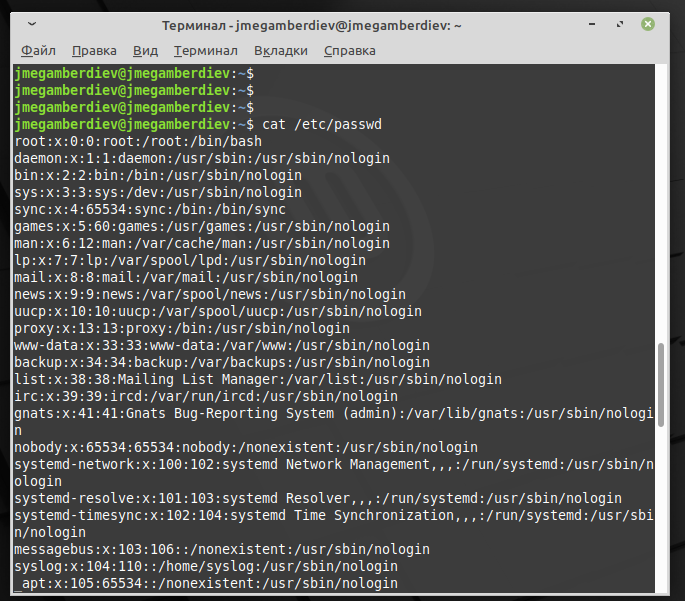 Терминал - jmegamberdiev@jmegamberdiev: ~
Файл Правка Вид Терминал Вкладки Справка
jmegamberdiev@jmegamberdiev:~$
jmegamberdiev@jmegamberdiev:~$
jmegamberdiev@jmegamberdiev:~$
jmegamberdiev@jmegamberdiev:~$ cat /etc/passwd
root:x:0:0:root:/root:/bin/bash
daemon:x:1:1:daemon:/usr/sbin:/usr/sbin/nologin
bin:x:2:2:bin:/bin:/usr/sbin/nologin
sys:x:3:3:sys:/dev:/usr/sbin/nologin
sync:x:4:65534:sync:/bin:/bin/sync
games:x:5:60:games:/usr/games:/usr/sbin/nologin
man:x:6:12:man:/var/cache/man:/usr/sbin/nologin
lp:x:7:7:lp:/var/spool/lpd:/usr/sbin/nologin
mail:x:8:8:mail:/var/mail:/usr/sbin/nologin
news:x:9:9:news:/var/spool/news:/usr/sbin/nologin
uucp:x:10:10:uucp:/var/spool/uucp:/usr/sbin/nologin
proxy:x:13:13:proxy:/bin:/usr/sbin/nologin
www-data:x:33:33:www-data:/var/www:/usr/sbin/nologin
backup:x:34:34:backup:/var/backups:/usr/sbin/nologin
list:x:38:38:Mailing List Manager:/var/list:/usr/sbin/nologin
irc:x:39:39:ircd:/var/run/ircd:/usr/sbin/nologin
gnats:x:41:41:Gnats Bug-Reporting System (admin):/var/lib/gnats:/usr/sbin/nologi
n
nobody:x:65534:65534:nobody:/nonexistent:/usr/sbin/nologin
systemd-network:x:100:102:systemd Network Management,,,:/run/systemd:/usr/sbin/n
ologin
systemd-resolve:x:101:103:systemd Resolver,,,:/run/systemd:/usr/sbin/nologin
systemd-timesync:x:102:104:systemd Time Synchronization,,,:/run/systemd:/usr/sbi
n/nologin
messagebus:x:103:106::/nonexistent:/usr/sbin/nologin
syslog:x:104:110::/home/syslog:/usr/sbin/nologin
_apt:x:105:65534::/nonexistent:/usr/sbin/nologin